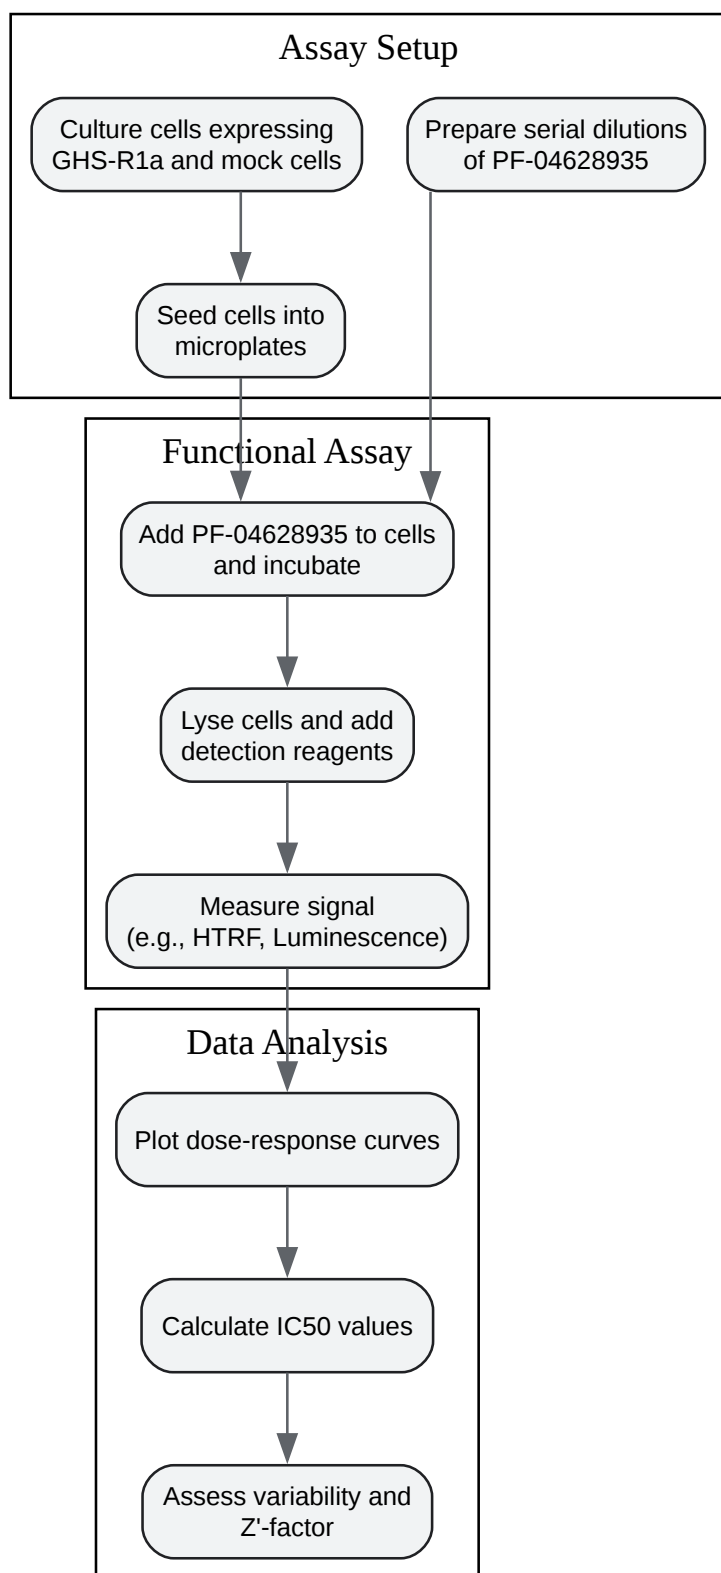 Assay Setup
Culture cells expressing
GHS-R1a and mock cells
Prepare serial dilutions
of PF-04628935
Seed cells into
microplates
Functional Assay
Add PF-04628935 to cells
and incubate
Lyse cells and add
detection reagents
Measure signal
(e.g., HTRF, Luminescence)
Data Analysis
Plot dose-response curves
Calculate IC50 values
Assess variability and
Z'-factor